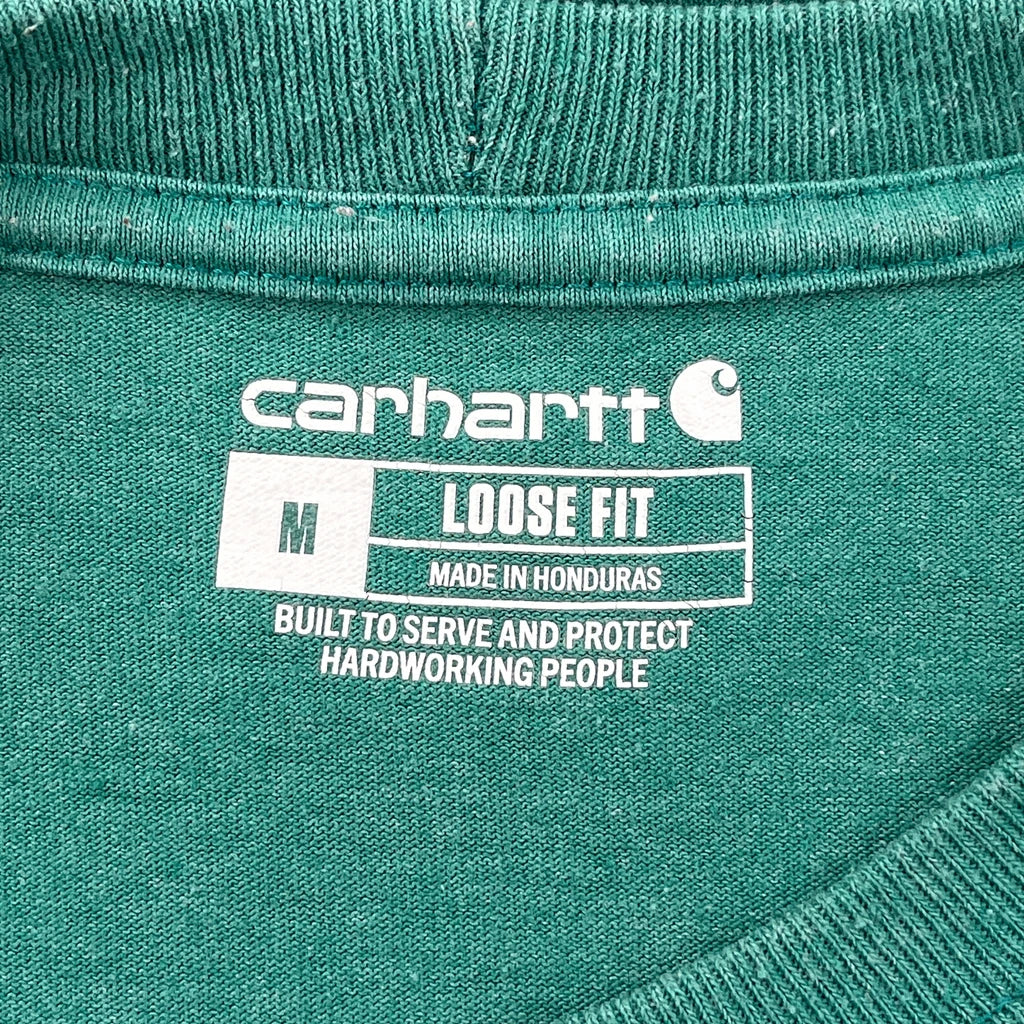 carhartt
M
LOOSE FIT
MADE IN HONDURAS
BUILT TO SERVE AND PROTECT
HARDWORKING PEOPLE